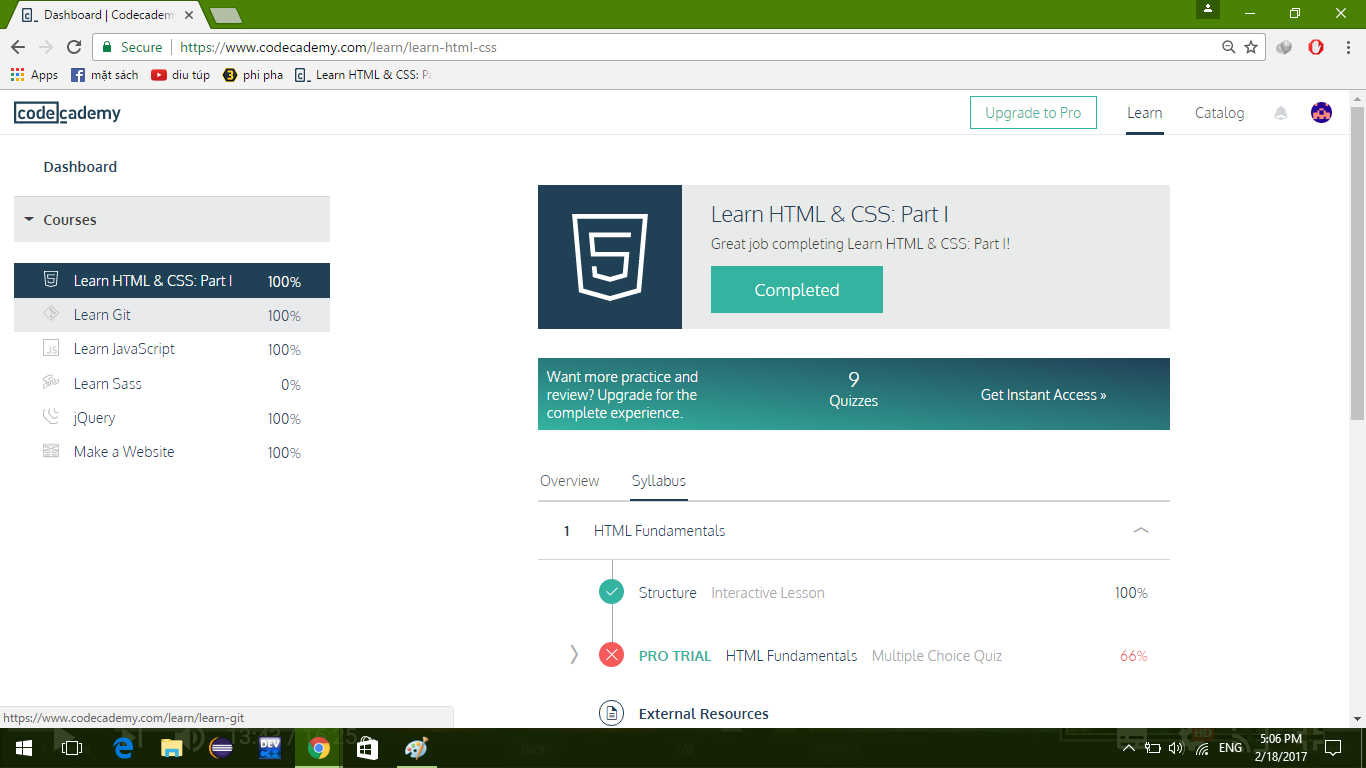 Dashboard | Codecadem
Secure
https://www.codecademy.com/learn/learn-html-css
Apps
mặt sách
diu túp
phi pha
Learn HTML & CSS: Pa
codecademy
Upgrade to Pro
Learn
Catalog
Dashboard
Courses
Learn HTML & CSS: Part I 100%
Learn Git 100%
Learn JavaScript 100%
Learn Sass 0%
jQuery 100%
Make a Website 100%
Learn HTML & CSS: Part I
Great job completing Learn HTML & CSS: Part I!
Completed
Want more practice and
review? Upgrade for the
complete experience.
9
Quizzes
Get Instant Access »
Overview
Syllabus
1 HTML Fundamentals
Structure Interactive Lesson 100%
PRO TRIAL HTML Fundamentals Multiple Choice Quiz 66%
External Resources
https://www.codecademy.com/learn/learn-git
DEV
ENG
5:06 PM
2/18/2017